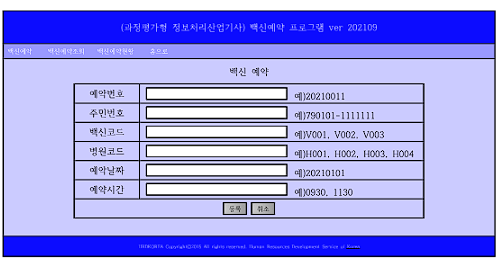 (과정평가형 정보처리산업기사) 백신예약 프로그램 ver 202109
백신예약 백신예약조회 백신예약현황 홈으로
백신 예약
예약번호 예)20210011
주민번호 예)790101-1111111
백신코드 예)V001, V002, V003
병원코드 예)H001, H002, H003, H004
예약날짜 예)20210101
예약시간 예)0930, 1130
등록 취소
All rights reserved. Human Resources Development Service of Korea